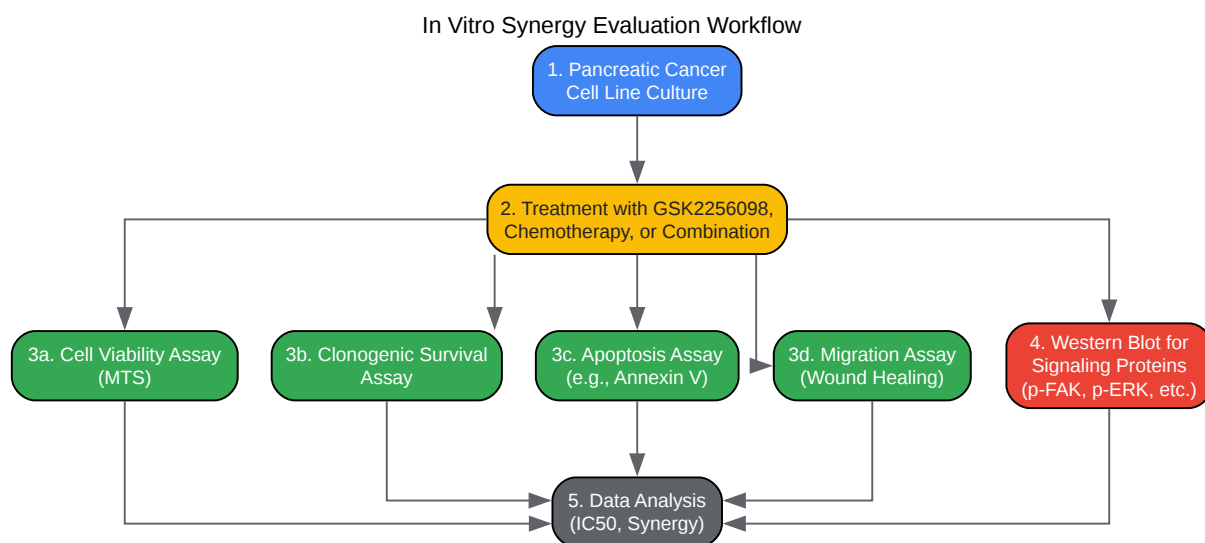 In Vitro Synergy Evaluation Workflow
1. Pancreatic Cancer
Cell Line Culture
2. Treatment with GSK2256098,
Chemotherapy, or Combination
3a. Cell Viability Assay
(MTS)
3b. Clonogenic Survival
Assay
3c. Apoptosis Assay
(e.g., Annexin V)
3d. Migration Assay
(Wound Healing)
4. Western Blot for
Signaling Proteins
(p-FAK, p-ERK, etc.)
5. Data Analysis
(IC50, Synergy)